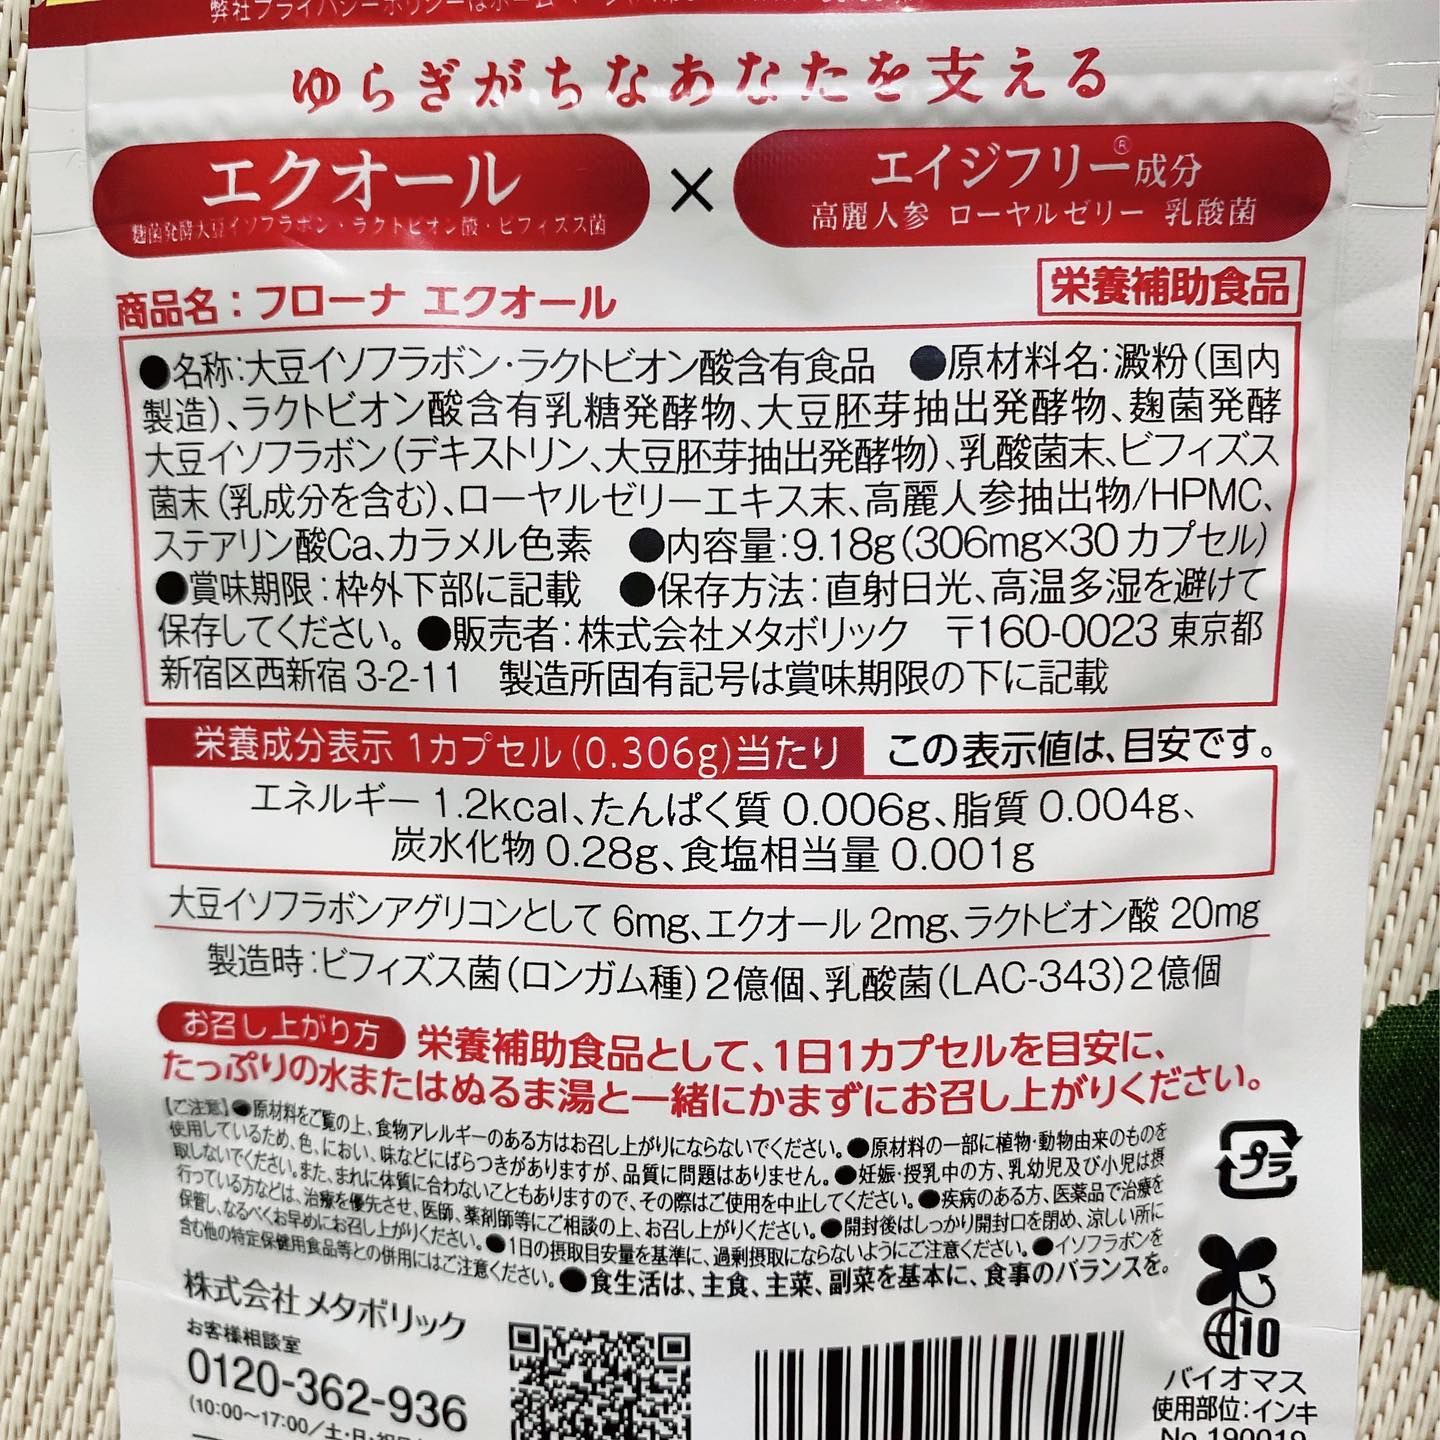 ゆらぎがちなあなたを支える
エクオール
麹菌発酵大豆イソフラボン・ラクトビオン酸・ビフィズス菌
×
エイジフリー®成分
高麗人参 ローヤルゼリー 乳酸菌
商品名：フローナ エクオール
栄養補助食品
●名称：大豆イソフラボン・ラクトビオン酸含有食品 ●原材料名：澱粉（国内
製造）、ラクトビオン酸含有乳糖発酵物、大豆胚芽抽出発酵物、麹菌発酵
大豆イソフラボン（デキストリン、大豆胚芽抽出発酵物）、乳酸菌末、ビフィズス
菌末（乳成分を含む）、ローヤルゼリーエキス末、高麗人参抽出物/HPMC、
ステアリン酸Ca、カラメル色素 ●内容量：9.18g（306mg×30カプセル）
●賞味期限：枠外下部に記載 ●保存方法：直射日光、高温多湿を避けて
保存してください。●販売者：株式会社メタボリック 〒160-0023 東京都
新宿区西新宿3-2-11 製造所固有記号は賞味期限の下に記載
栄養成分表示 1カプセル（0.306g）当たり この表示値は、目安です。
エネルギー 1.2kcal、たんぱく質 0.006g、脂質 0.004g、
炭水化物 0.28g、食塩相当量 0.001g
大豆イソフラボンアグリコンとして 6mg、エクオール 2mg、ラクトビオン酸 20mg
製造時：ビフィズス菌（ロンガム種）2億個、乳酸菌（LAC-343）2億個
お召し上がり方 栄養補助食品として、1日1カプセルを目安に、
たっぷりの水またはぬるま湯と一緒にかまずにお召し上がりください。
【ご注意】●原材料をご覧の上、食物アレルギーのある方はお召し上がりにならないでください。●原材料の一部に植物・動物由来のものを
使用しているため、色、におい、味などにばらつきがありますが、品質に問題はありません。●妊娠・授乳中の方、乳幼児及び小児は摂
取しないでください。また、まれに体質に合わないこともありますので、その際はご使用を中止してください。●疾病のある方、医薬品で治療を
行っている方などは、治療を優先させ、医師、薬剤師等にご相談の上、お召し上がりください。●開封後はしっかり開封口を閉め、涼しい所に
保管し、なるべくお早めにお召し上がりください。●1日の摂取目安量を基準に、過剰摂取にならないようにご注意ください。●イソフラボンを
含む他の特定保健用食品等との併用にはご注意ください。●食生活は、主食、主菜、副菜を基本に、食事のバランスを。
プラ
株式会社 メタボリック
お客様相談室
0120-362-936
（10:00〜17:00／土・日・祝
10
バイオマス
使用部位：インキ
No.190019